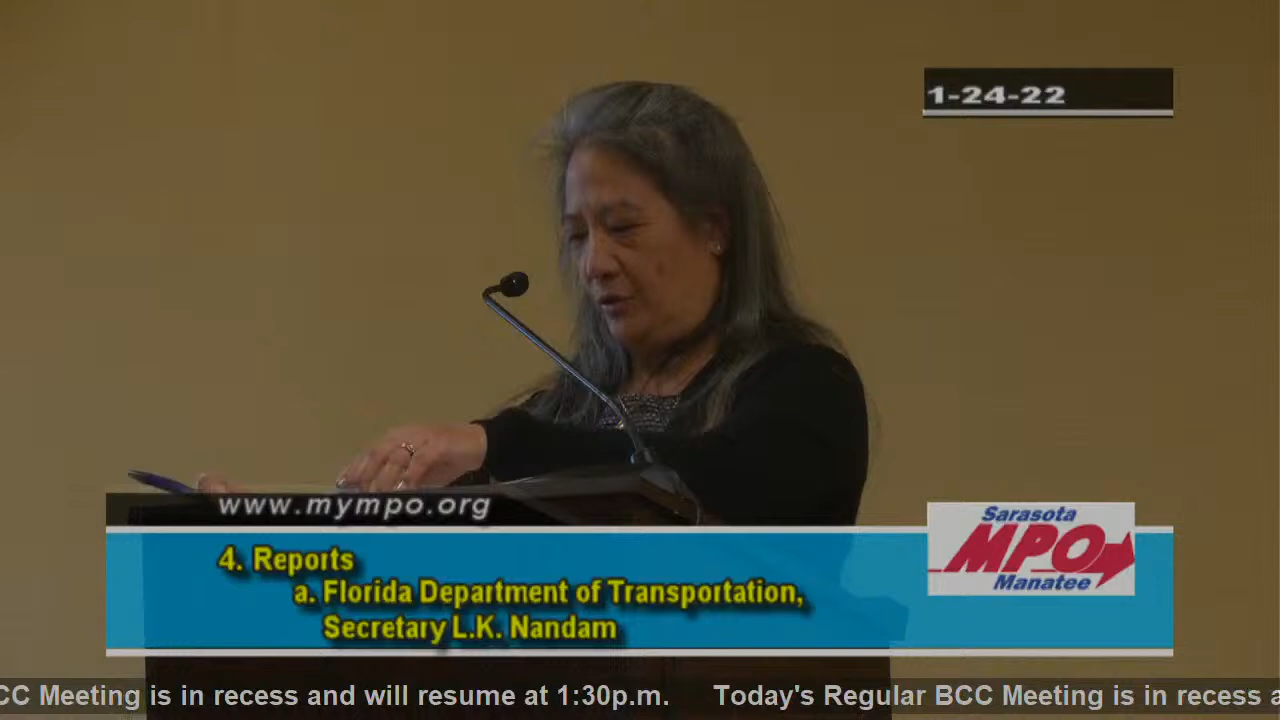 1-24-22
www.mympo.org
4. Reports
a. Florida Department of Transportation,
Secretary L.K. Nandam
Sarasota
MPO
Manatee
CC Meeting is in recess and will resume at 1:30p.m. Today's Regular BCC Meeting is in recess a